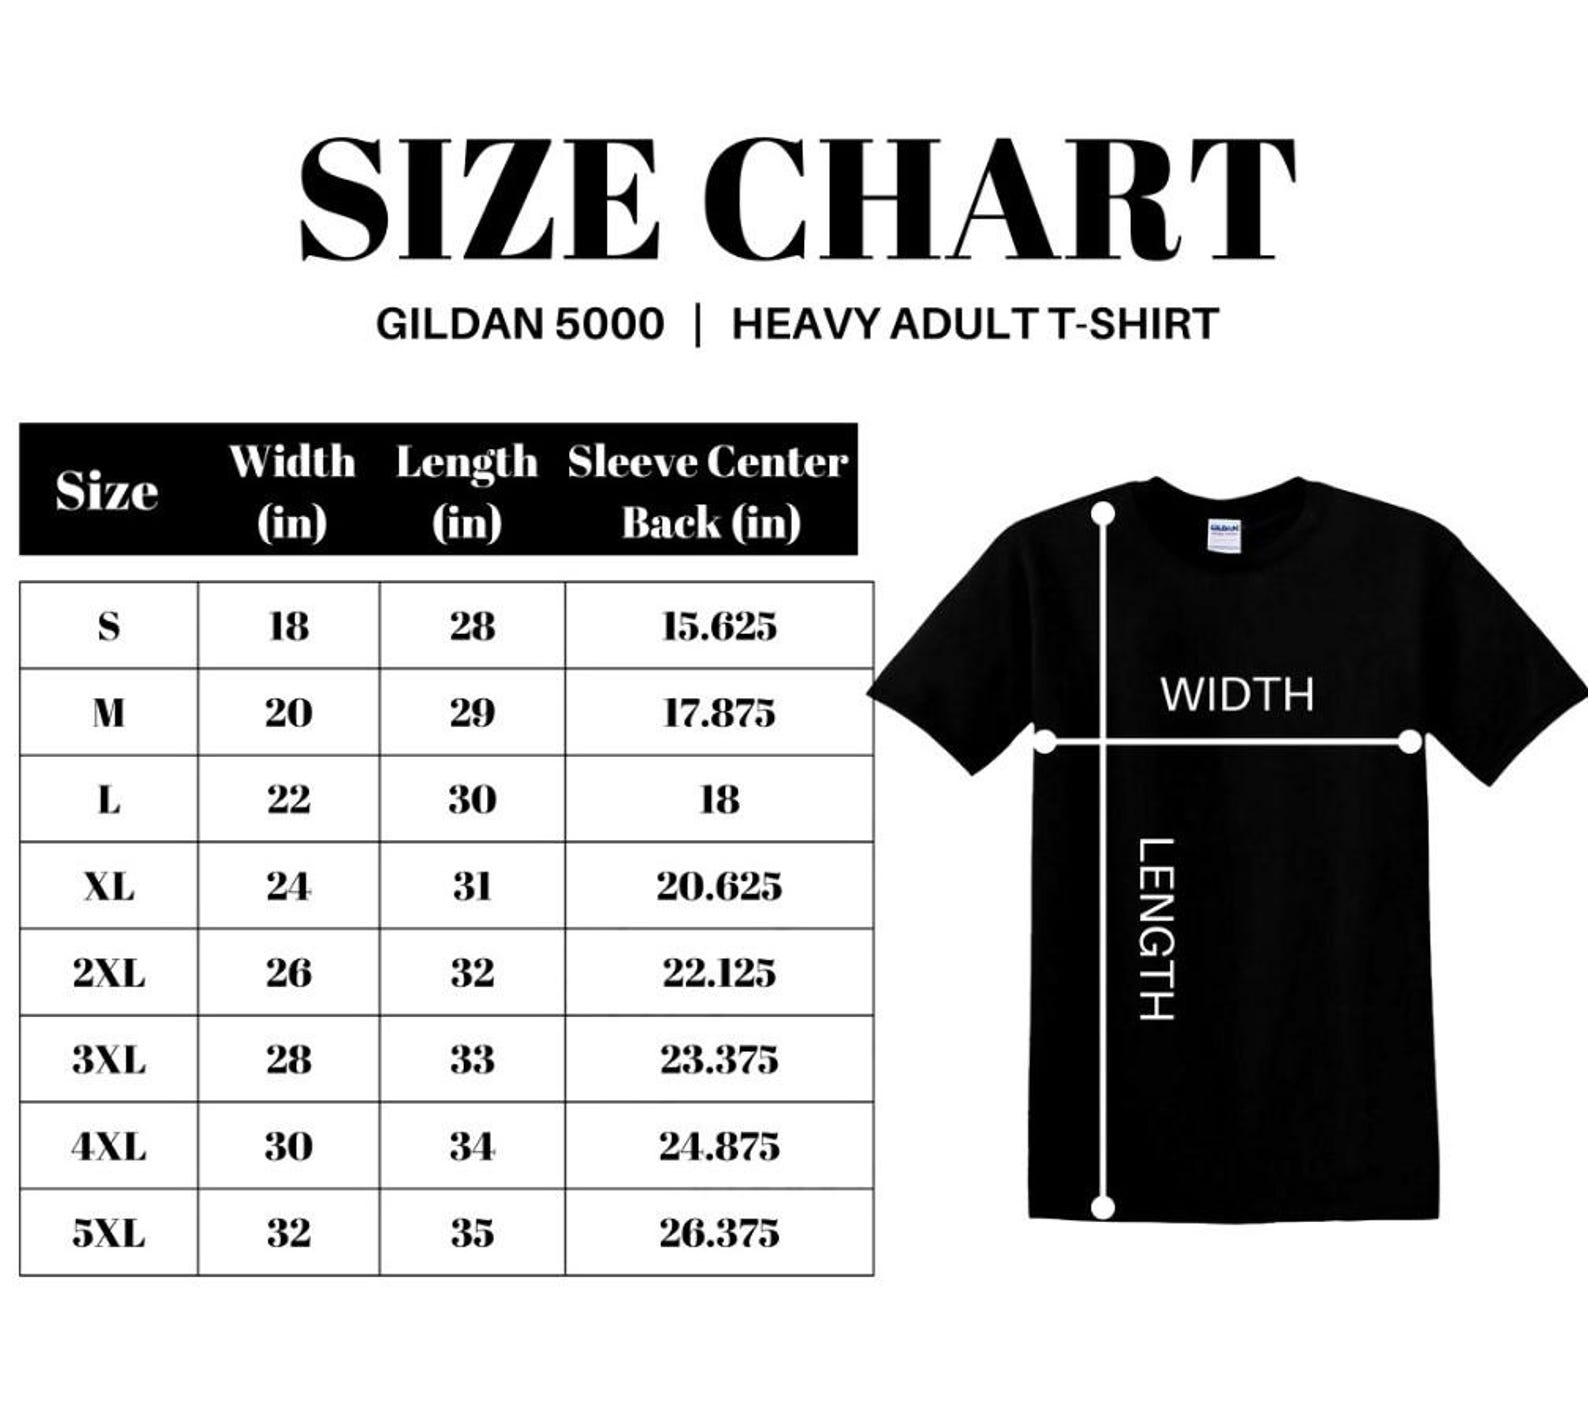 SIZE CHART
GILDAN 5000 | HEAVY ADULT T-SHIRT
Size Width (in) Length (in) Sleeve Center Back (in)
S 18 28 15.625
M 20 29 17.875
L 22 30 18
XL 24 31 20.625
2XL 26 32 22.125
3XL 28 33 23.375
4XL 30 34 24.875
5XL 32 35 26.375
GILDAN
WIDTH
LENGTH